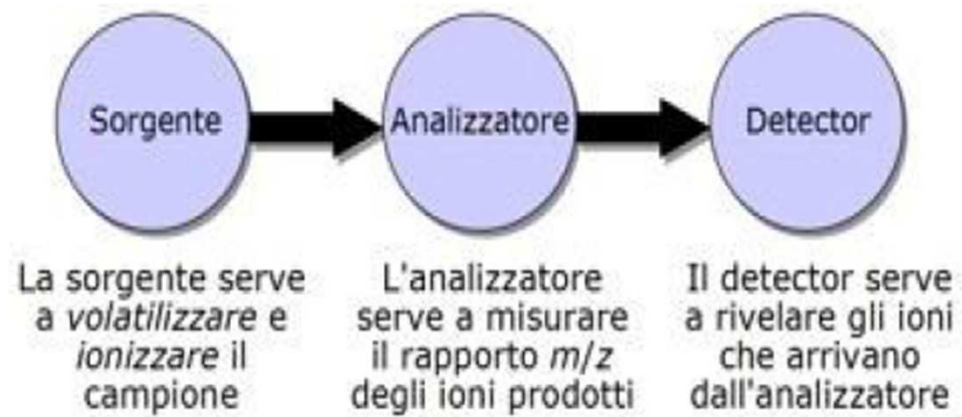 Sorgente
Analizzatore
Detector
La sorgente serve
a volatilizzare e
ionizzare il
campione
L'analizzatore
serve a misurare
il rapporto m/z
degli ioni prodotti
Il detector serve
a rivelare gli ioni
che arrivano
dall'analizzatore